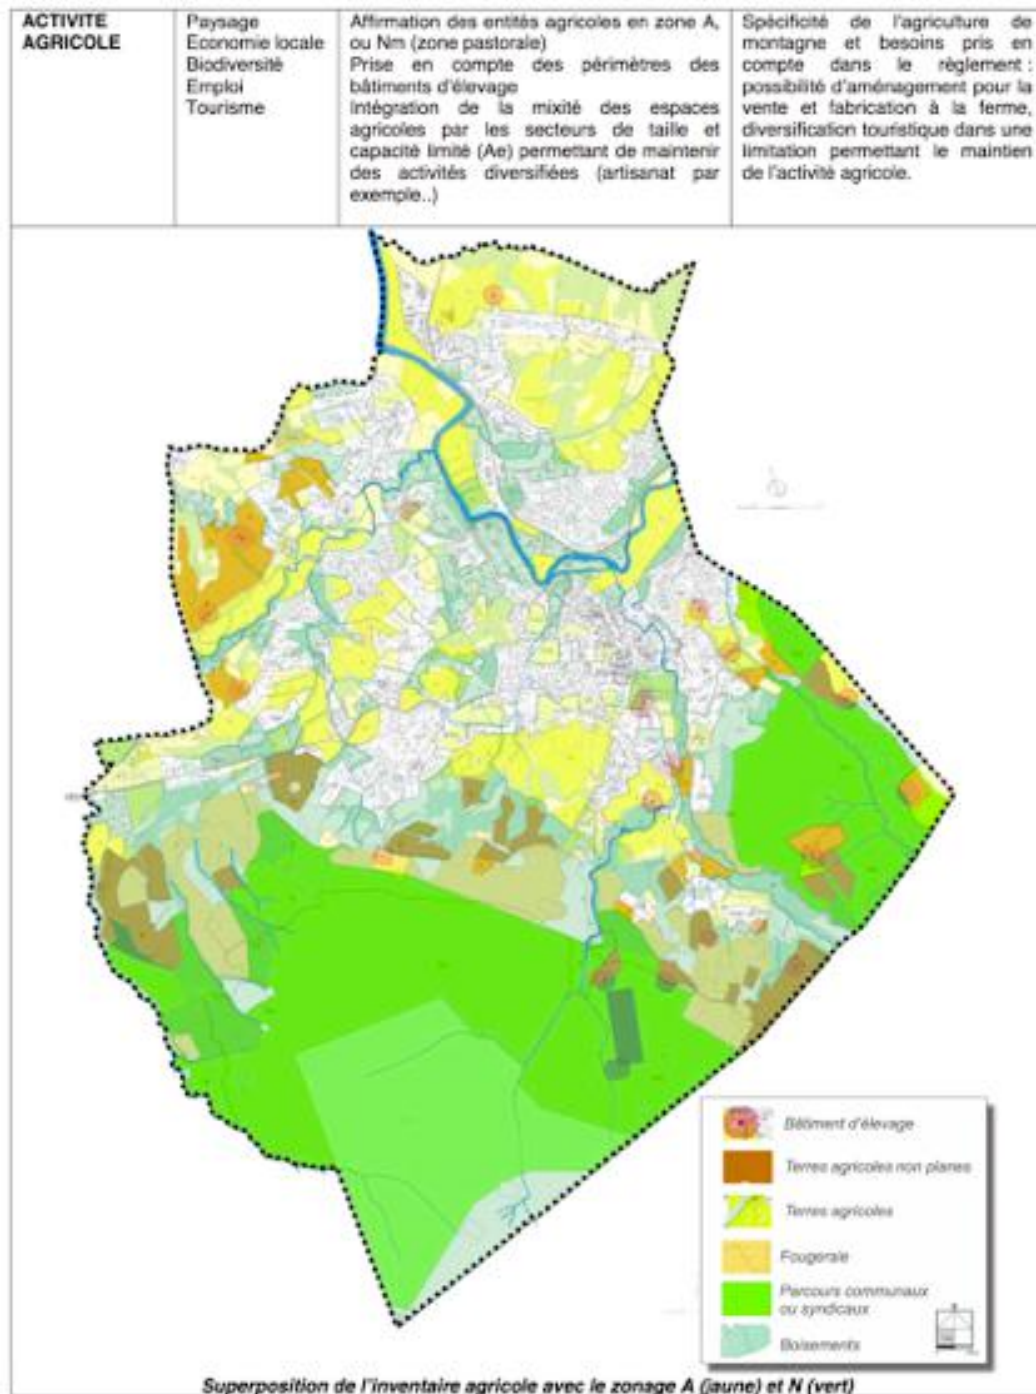 ACTIVITE
AGRICOLE
Paysage
Economie locale
Biodiversité
Emploi
Tourisme
Affirmation des entités agricoles en zone A,
ou Nm (zone pastorale)
Prise en compte des périmètres des
bâtiments d'élevage
Intégration de la mixité des espaces
agricoles par les secteurs de taille et
capacité limité (Ae) permettant de maintenir
des activités diversifiées (artisanat par
exemple..)
Spécificité de l'agriculture de
montagne et besoins pris en
compte dans le règlement :
possibilité d'aménagement pour la
vente et fabrication à la ferme,
diversification touristique dans une
limitation permettant le maintien
de l'activité agricole.
Bâtiment d'élevage
Terres agricoles non planes
Terres agricoles
Fougeraie
Parcours communaux
ou syndicaux
Boisements
Superposition de l'inventaire agricole avec le zonage A (jaune) et N (vert)